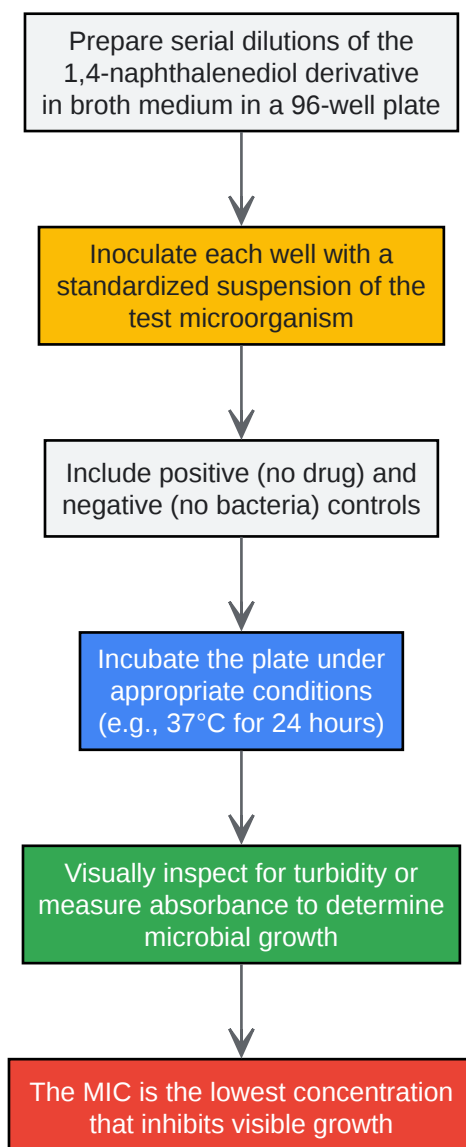 Prepare serial dilutions of the
1,4-naphthalenediol derivative
in broth medium in a 96-well plate
Inoculate each well with a
standardized suspension of the
test microorganism
Include positive (no drug) and
negative (no bacteria) controls
Incubate the plate under
appropriate conditions
(e.g., 37°C for 24 hours)
Visually inspect for turbidity or
measure absorbance to determine
microbial growth
The MIC is the lowest concentration
that inhibits visible growth